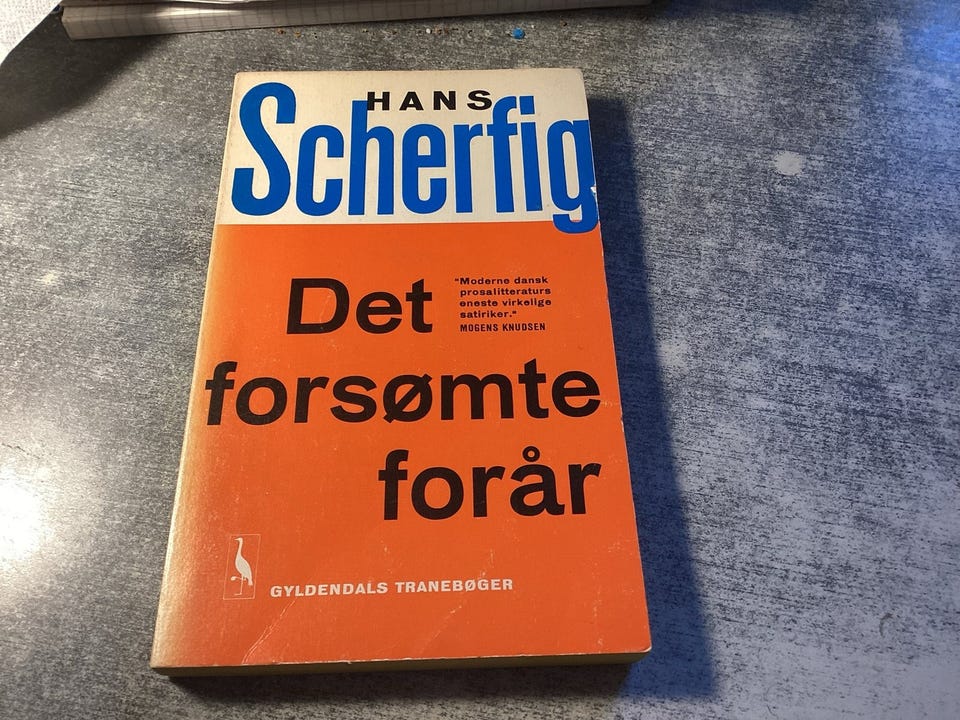 HANS
Scherfig
Det
"Moderne dansk
prosalitteraturs
eneste virkelige
satiriker."
MOGENS KNUDSEN
forsømte
forår
GYLDENDALS TRANEBØGER